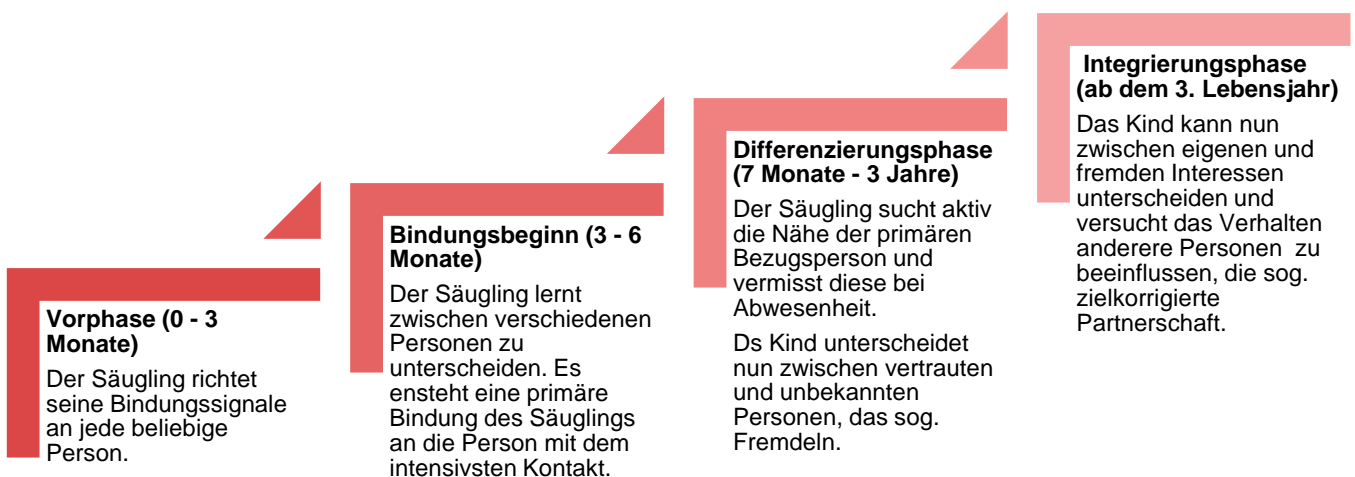 Vorphase (0 - 3
Monate)
Der Säugling richtet
seine Bindungssignale
an jede beliebige
Person.
Bindungsbeginn (3 - 6
Monate)
Der Säugling lernt
zwischen verschiedenen
Personen zu
unterscheiden. Es
ensteht eine primäre
Bindung des Säuglings
an die Person mit dem
intensivsten Kontakt.
Differenzierungsphase
(7 Monate - 3 Jahre)
Der Säugling sucht aktiv
die Nähe der primären
Bezugsperson und
vermisst diese bei
Abwesenheit.
Ds Kind unterscheidet
nun zwischen vertrauten
und unbekannten
Personen, das sog.
Fremdeln.
Integrierungsphase
(ab dem 3. Lebensjahr)
Das Kind kann nun
zwischen eigenen und
fremden Interessen
unterscheiden und
versucht das Verhalten
anderere Personen zu
beeinflussen, die sog.
zielkorrigierte
Partnerschaft.